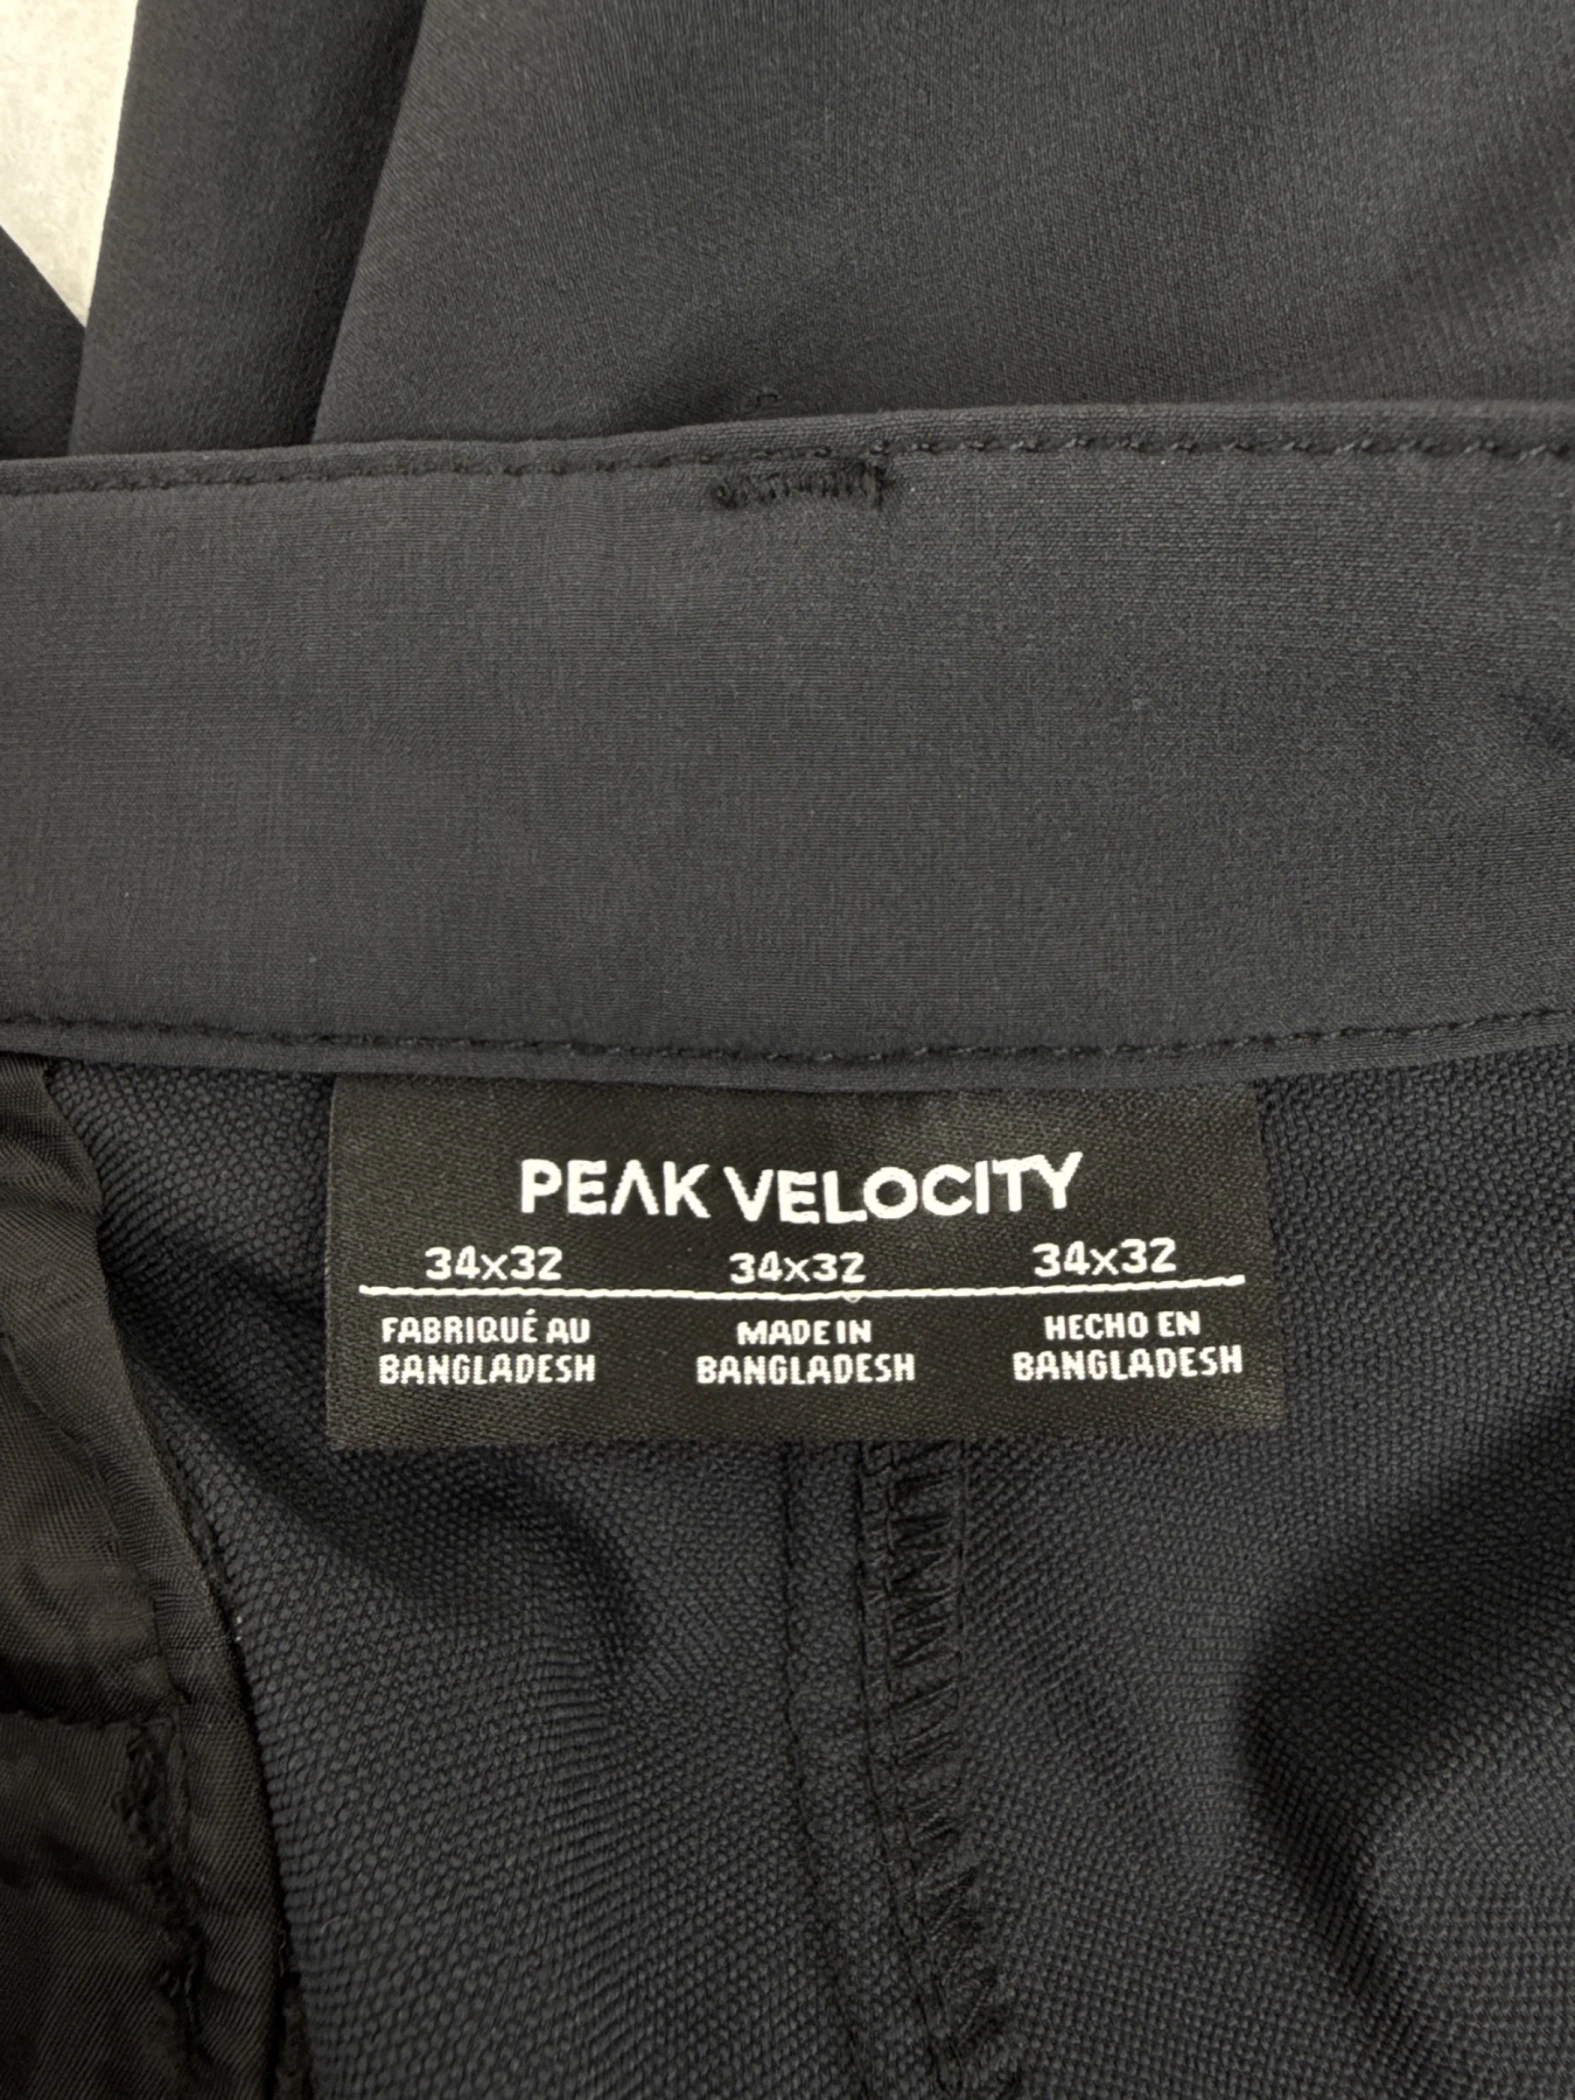 PEAK VELOCITY
34x32 34x32 34x32
FABRIQUÉ AU MADE IN HECHO EN
BANGLADESH BANGLADESH BANGLADESH